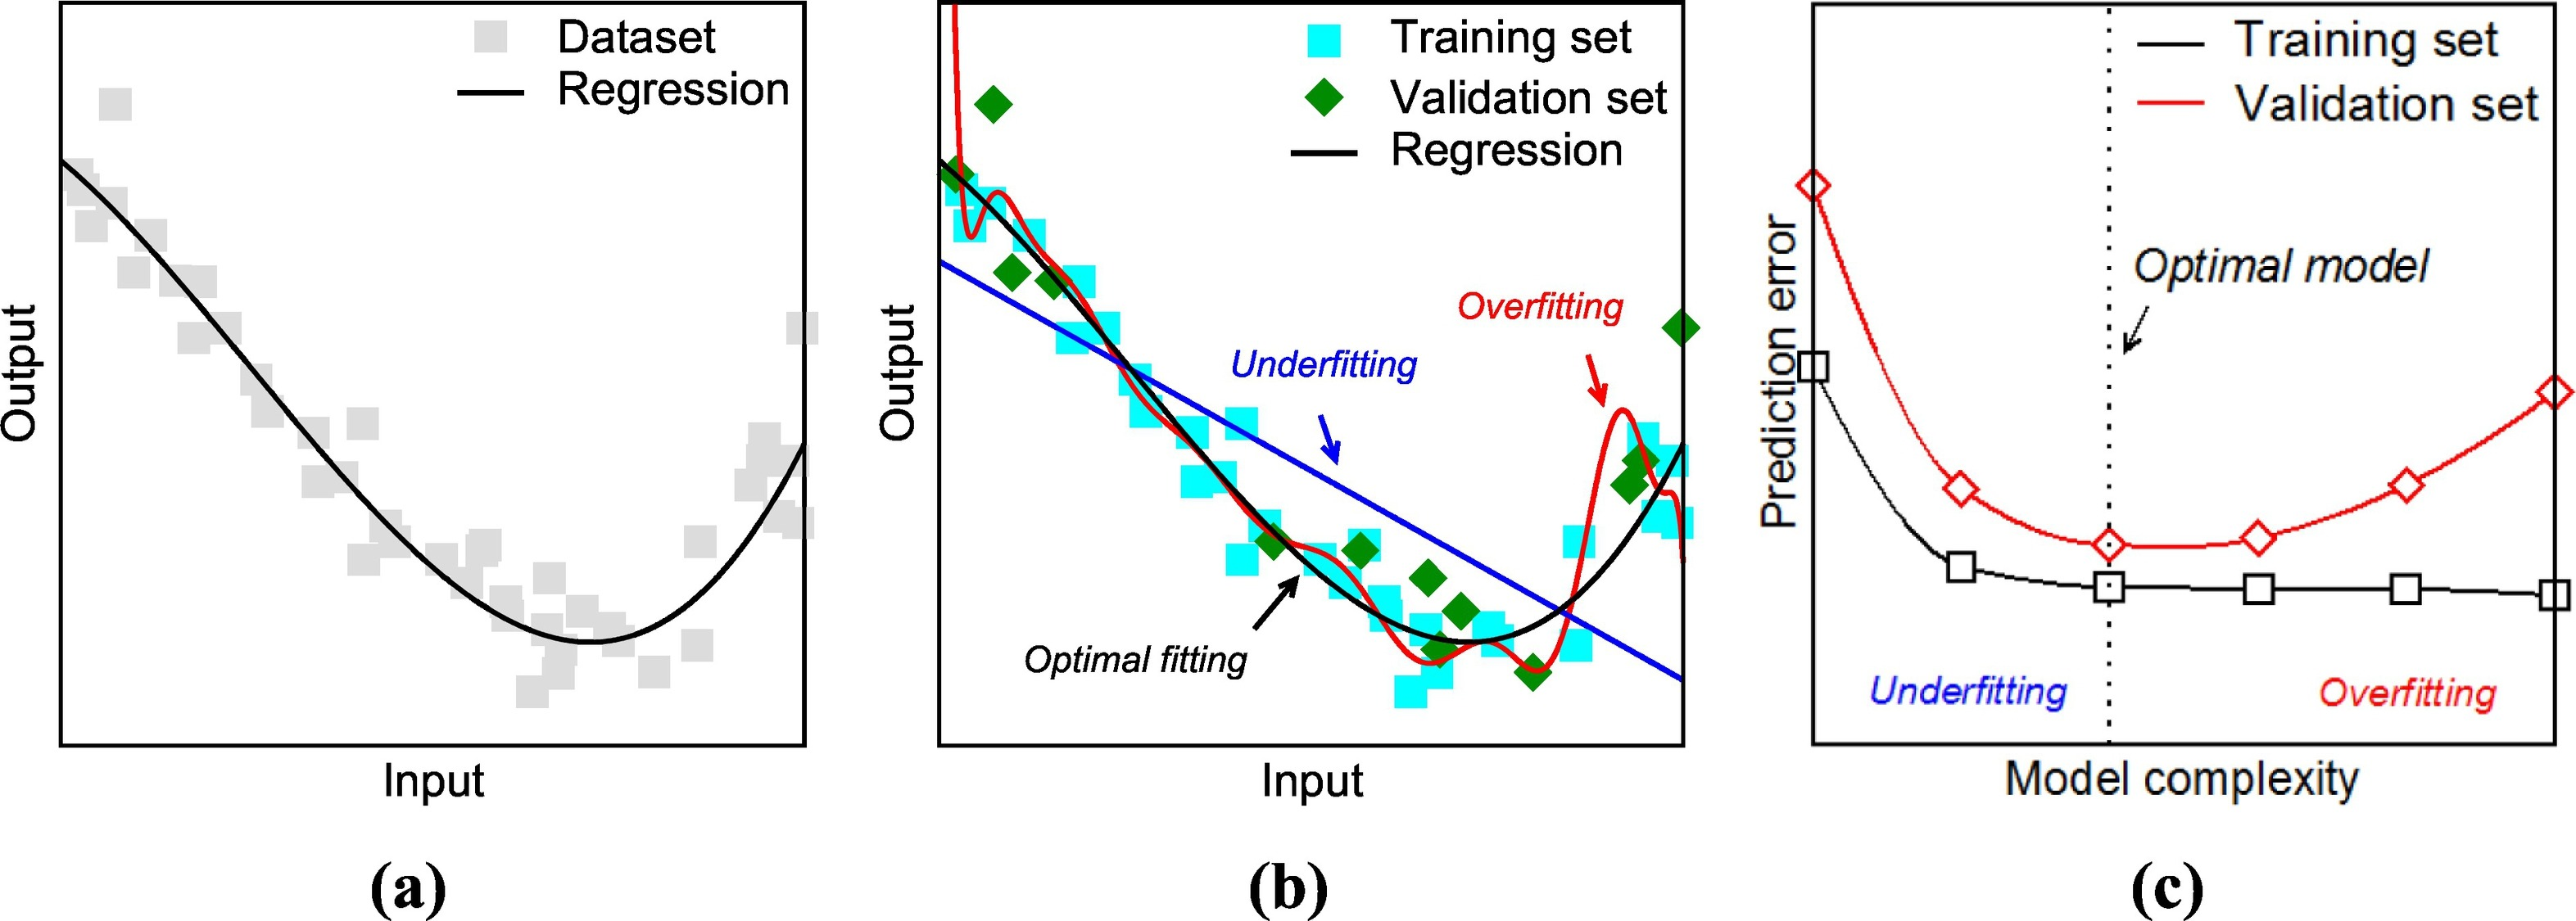 Dataset
Regression
Output
Input
(a)
Training set
Validation set
Regression
Overfitting
Underfitting
Optimal fitting
Output
Input
(b)
Training set
Validation set
Optimal model
Prediction error
Underfitting
Overfitting
Model complexity
(c)